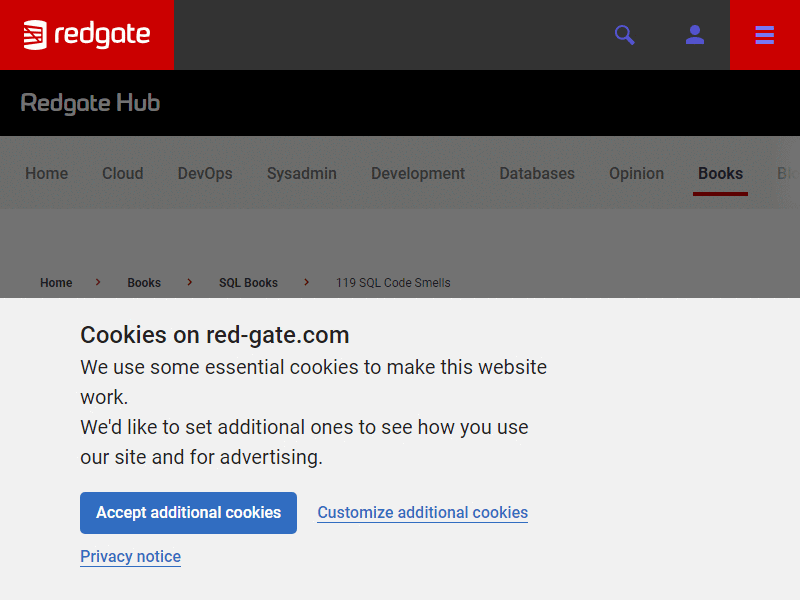 redgate
Redgate Hub
Home Cloud DevOps Sysadmin Development Databases Opinion Books
Home Books SQL Books 119 SQL Code Smells
Cookies on red-gate.com
We use some essential cookies to make this website
work.
We'd like to set additional ones to see how you use
our site and for advertising.
Accept additional cookies Customize additional cookies
Privacy notice